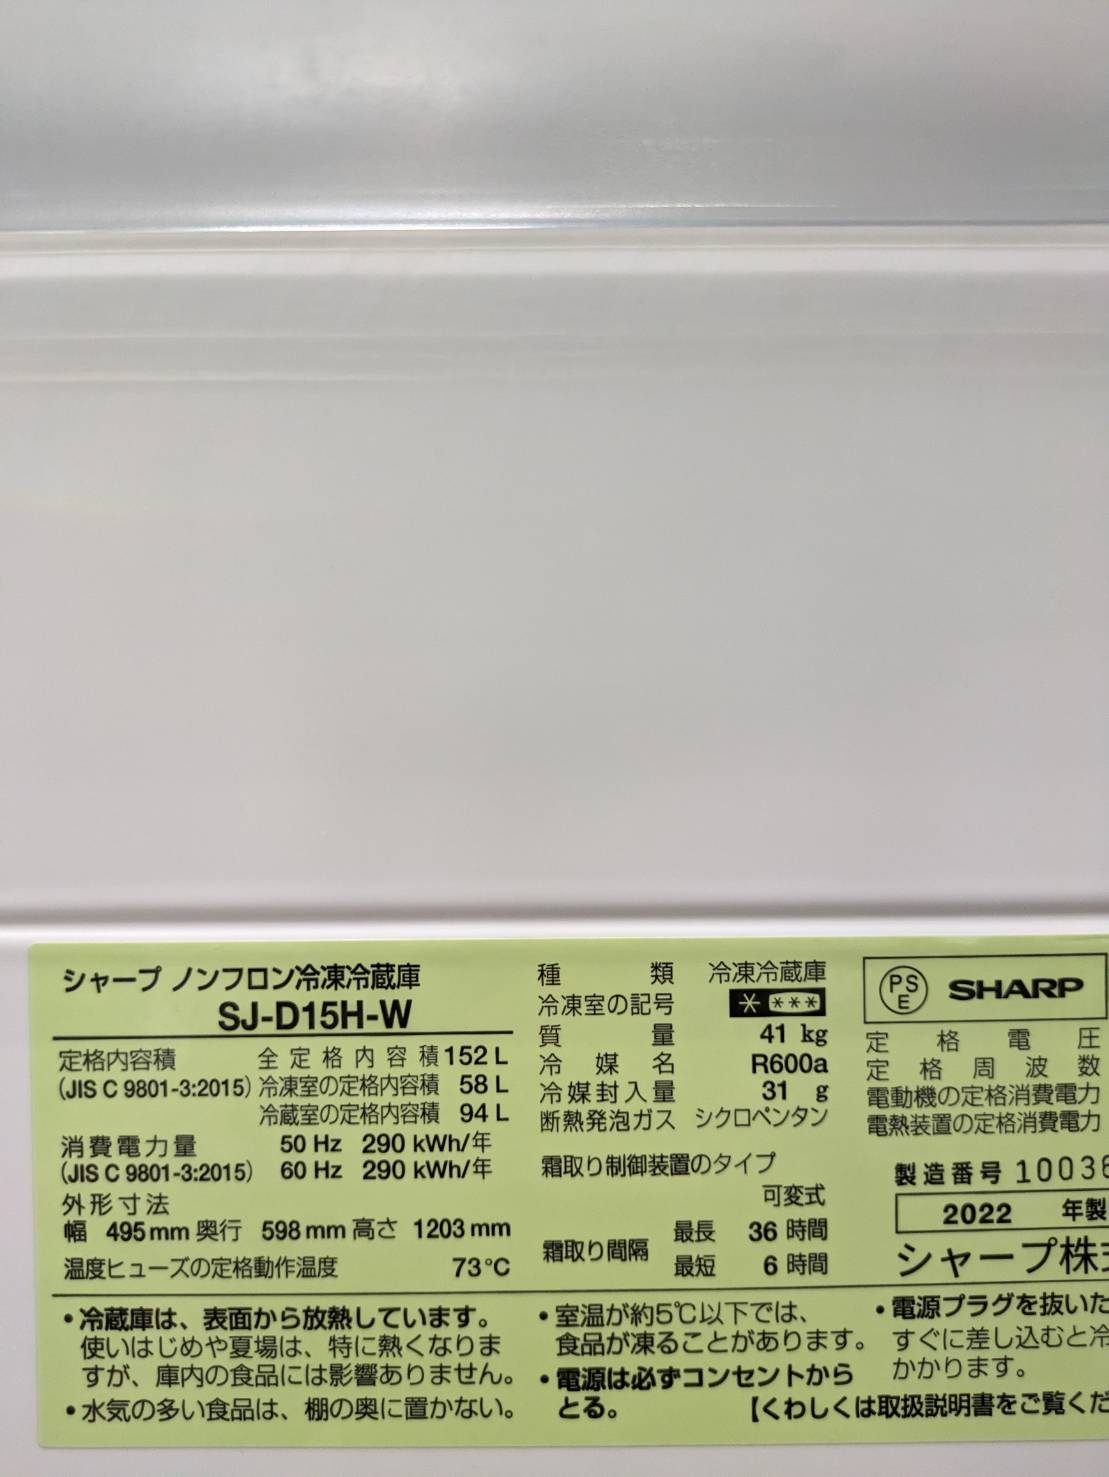 シャープ ノンフロン冷凍冷蔵庫
SJ-D15H-W
定格内容積 全定格内容積 152 L
(JIS C 9801-3:2015) 冷凍室の定格内容積 58 L
冷蔵室の定格内容積 94 L
消費電力量 50 Hz 290 kWh/年
(JIS C 9801-3:2015) 60 Hz 290 kWh/年
外形寸法
幅 495 mm 奥行 598 mm 高さ 1203 mm
温度ヒューズの定格動作温度 73℃
種類 冷凍冷蔵庫
冷凍室の記号 * ***
質量 41 kg
冷媒名 R600a
冷媒封入量 31 g
断熱発泡ガス シクロペンタン
霜取り制御装置のタイプ
可変式
霜取り間隔 最長 36 時間
最短 6 時間
PS E SHARP
定格電圧
定格周波数
電動機の定格消費電力
電熱装置の定格消費電力
製造番号 10036
2022 年製
シャープ株式
・冷蔵庫は、表面から放熱しています。
使いはじめや夏場は、特に熱くなりま
すが、庫内の食品には影響ありません。
・水気の多い食品は、棚の奥に置かない。
・室温が約5℃以下では、
食品が凍ることがあります。
・電源は必ずコンセントから
とる。
・電源プラグを抜いた
すぐに差し込むと冷
かかります。
【くわしくは取扱説明書をご覧くだ